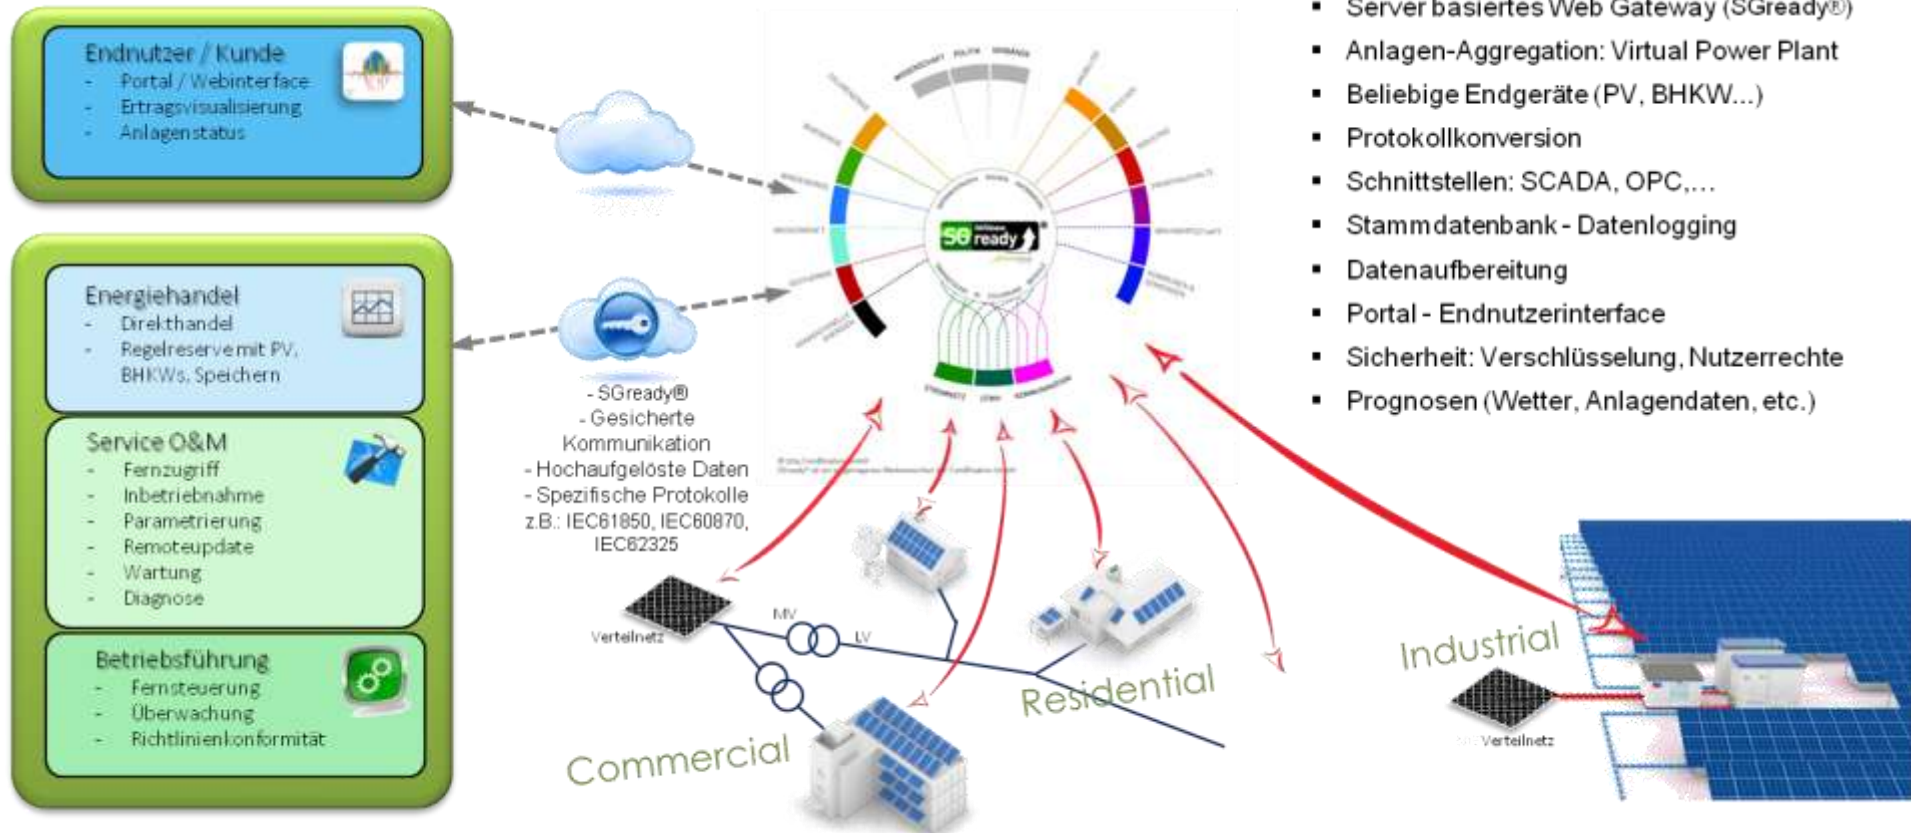 Endnutzer / Kunde
- Portal / Webinterface
- Ertragsvisualisierung
- Anlagenstatus
Energiehandel
- Direkthandel
- Regelreserve mit PV,
BHKWs, Speichern
Service O&M
- Fernzugriff
- Inbetriebnahme
- Parametrierung
- Remoteupdate
- Wartung
- Diagnose
Betriebsführung
- Fernsteuerung
- Überwachung
- Richtlinienkonformität
- SGready®
- Gesicherte
Kommunikation
- Hochaufgelöste Daten
- Spezifische Protokolle
z.B.: IEC61850, IEC60870,
IEC62325
WISSENSCHAFT POLITIK VERBÄNDE
SG ready
Verteilnetz
MV
LV
Commercial
Residential
Industrial
Verteilnetz
▪ Server basiertes Web Gateway (SGready®)
▪ Anlagen-Aggregation: Virtual Power Plant
▪ Beliebige Endgeräte (PV, BHKW...)
▪ Protokollkonversion
▪ Schnittstellen: SCADA, OPC,...
▪ Stammdatenbank - Datenlogging
▪ Datenaufbereitung
▪ Portal - Endnutzerinterface
▪ Sicherheit: Verschlüsselung, Nutzerrechte
▪ Prognosen (Wetter, Anlagendaten, etc.)